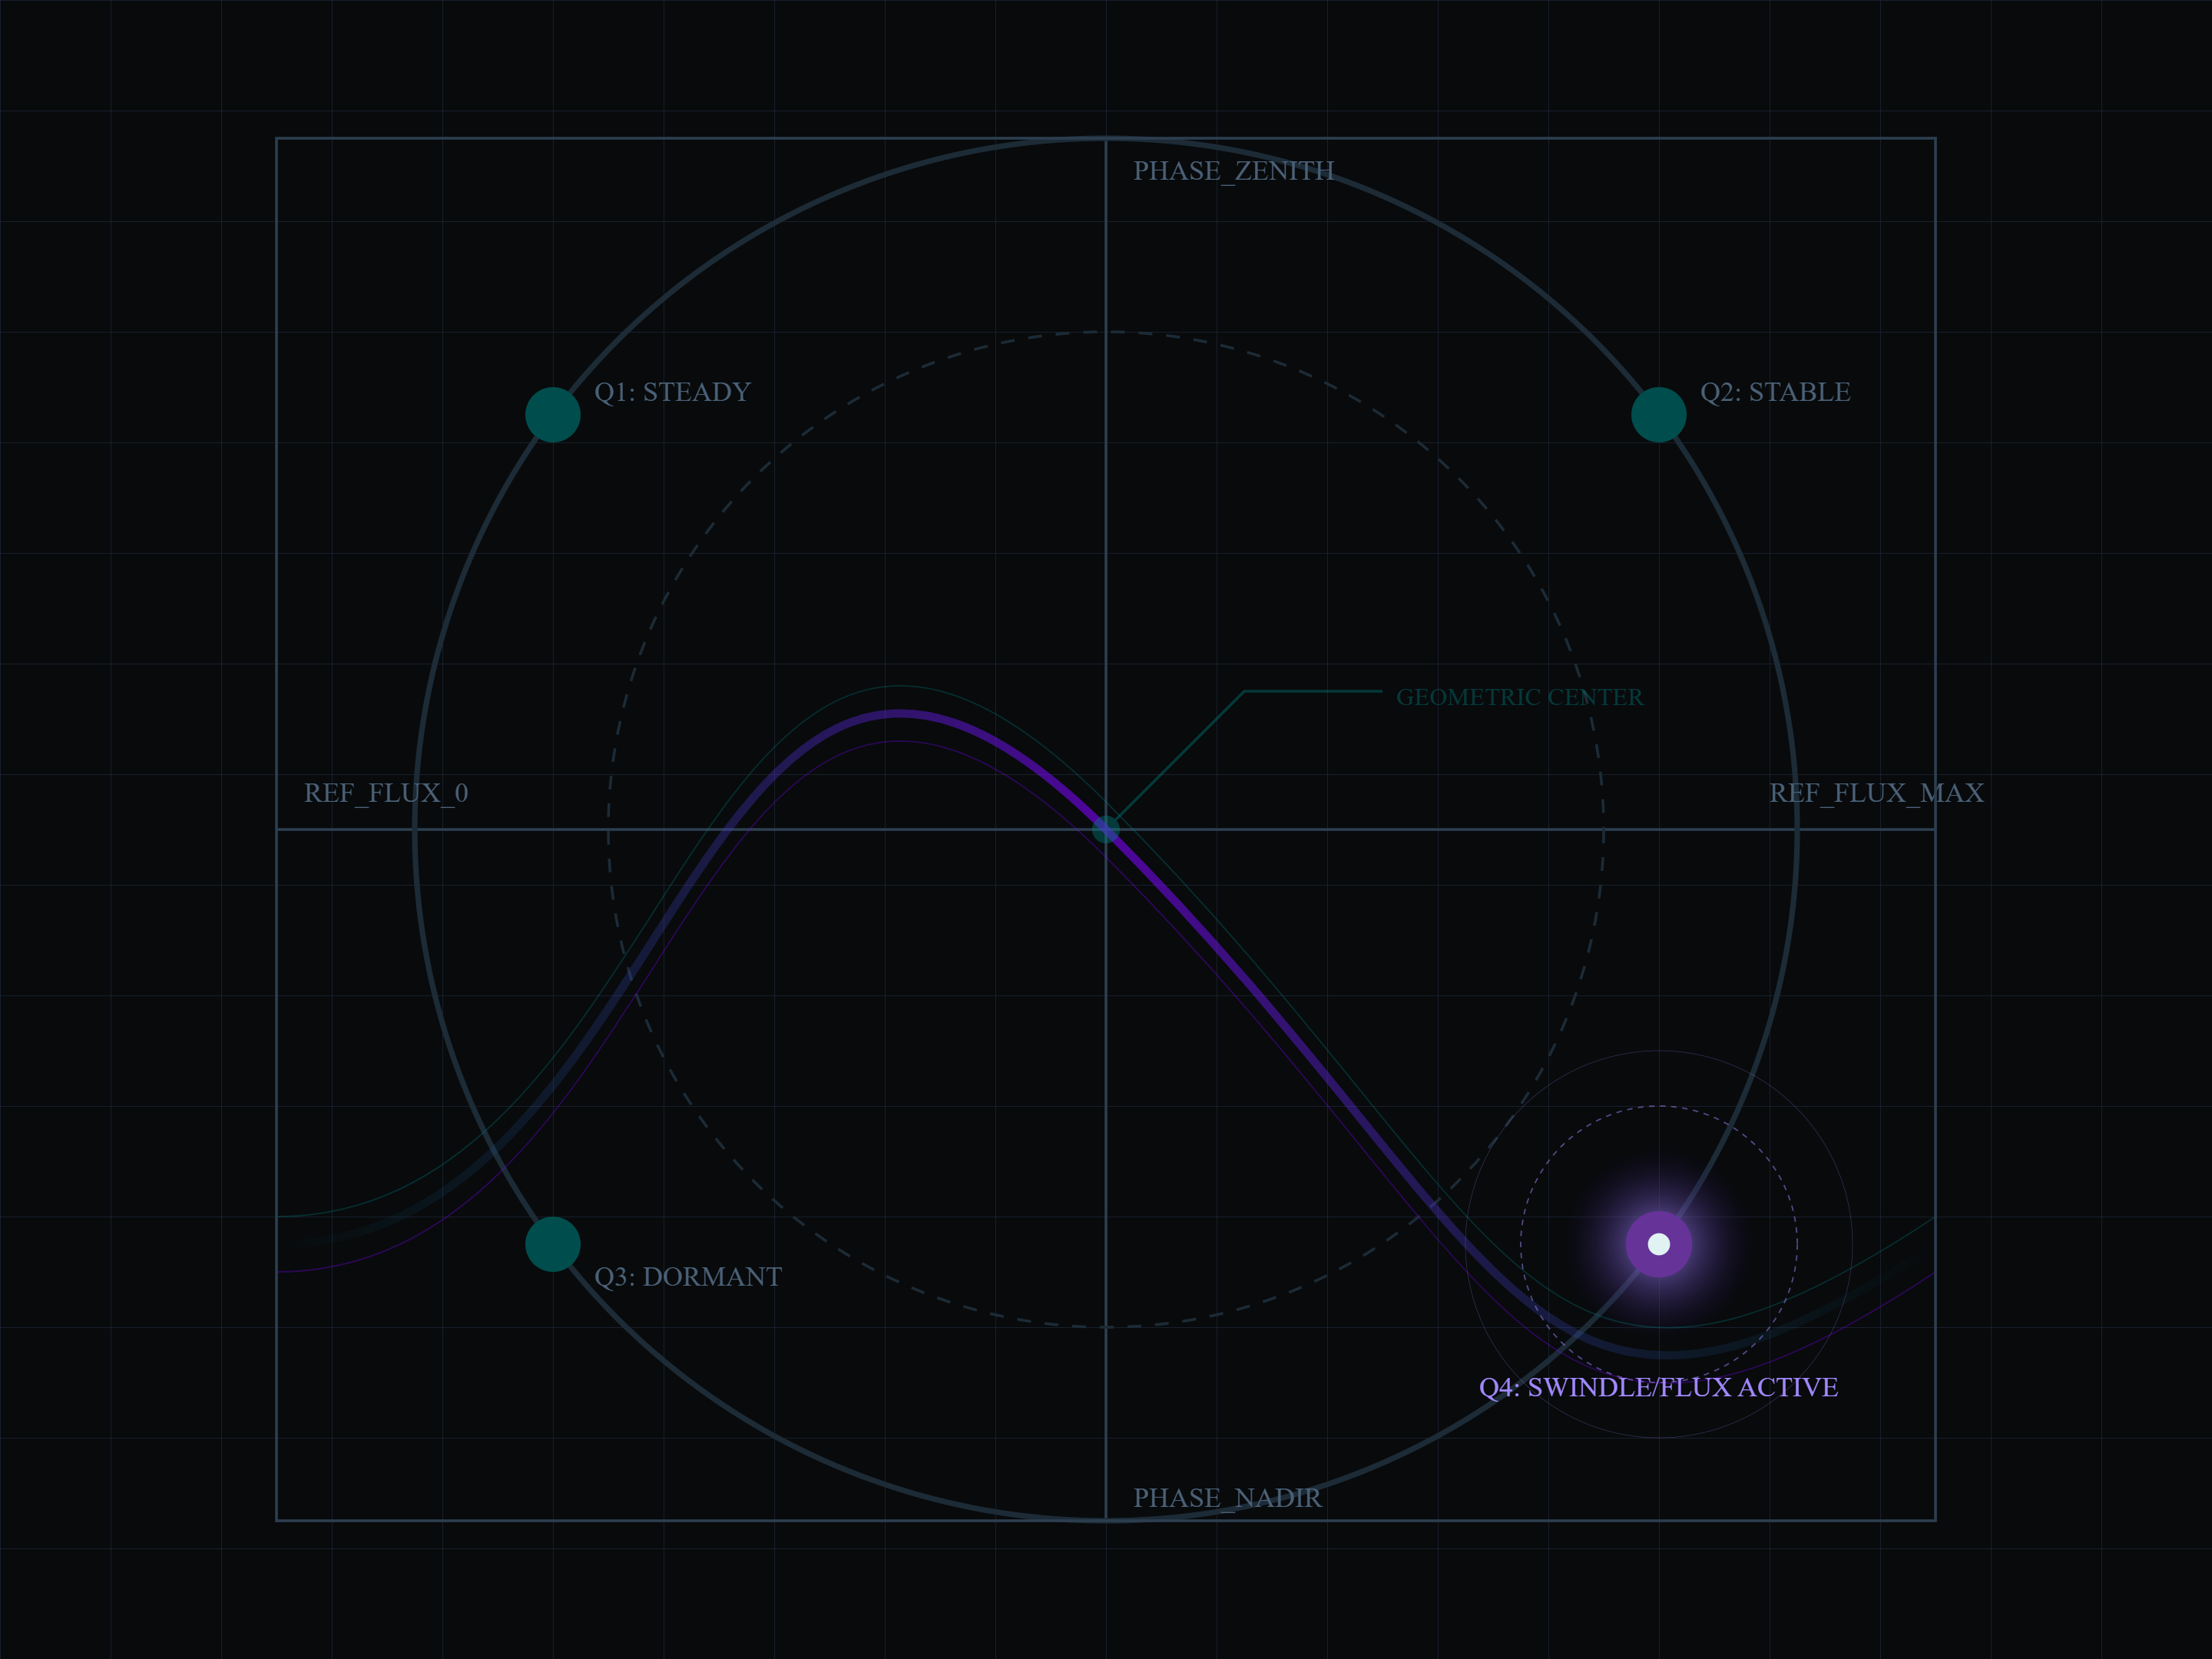 PHASE_ZENITH
Q1: STEADY
Q2: STABLE
GEOMETRIC CENTER
REF_FLUX_0
REF_FLUX_MAX
Q3: DORMANT
Q4: SWINDLE/FLUX ACTIVE
PHASE_NADIR